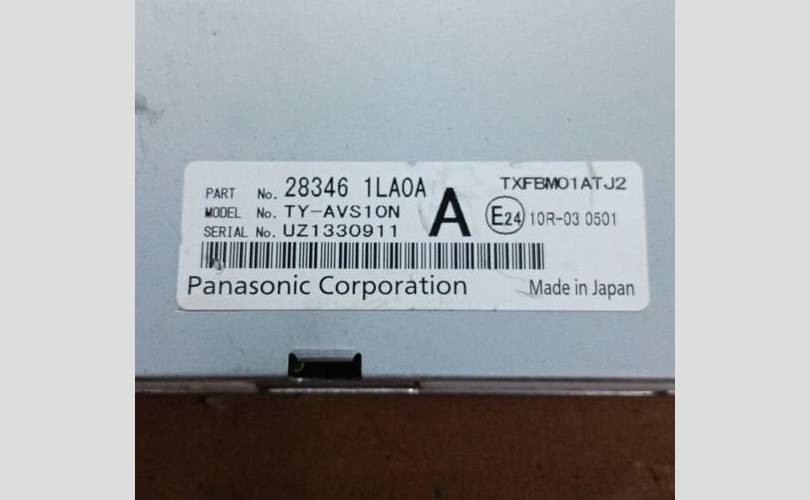 PART No. 28346 1LA0A
TXFBM01ATJ2
MODEL No. TY-AVS10N
A
E24 10R-03 0501
SERIAL No. UZ1330911
Panasonic Corporation
Made in Japan